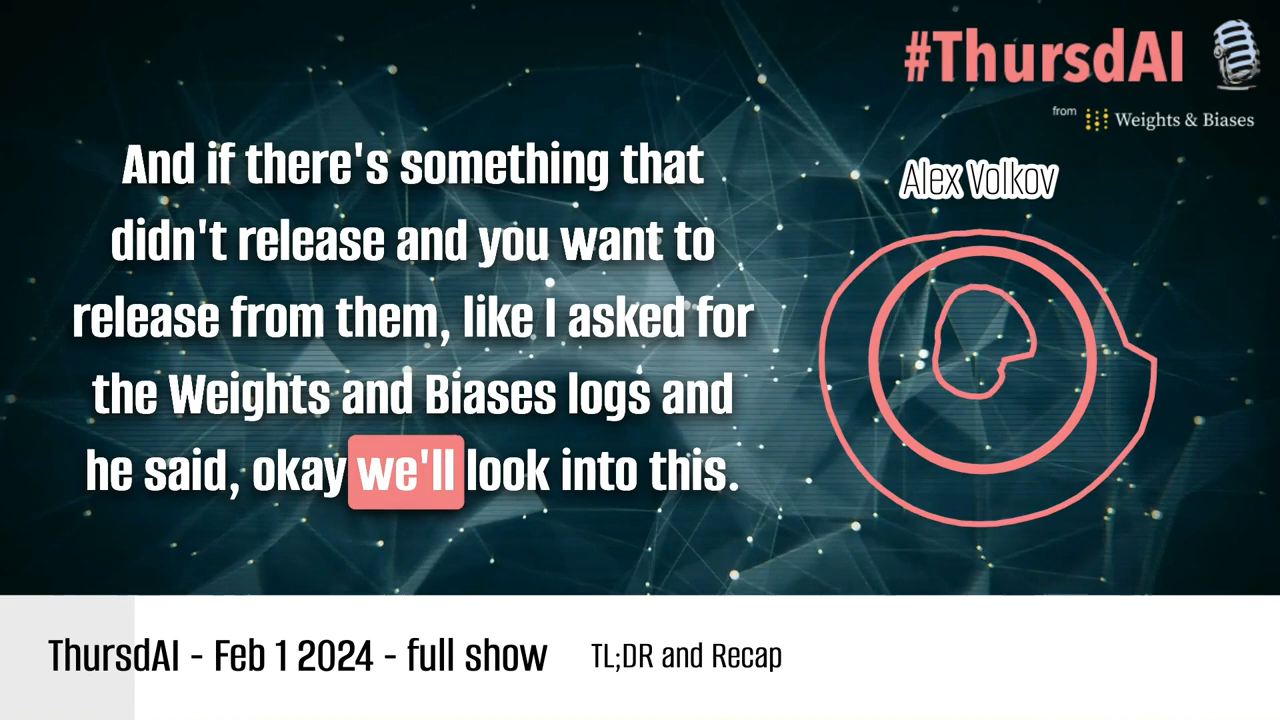 #ThursdAI
from Weights & Biases
Alex Volkov
And if there's something that
didn't release and you want to
release from them, like I asked for
the Weights and Biases logs and
he said, okay we'll look into this.
ThursdAI - Feb 1 2024 - full show TL;DR and Recap